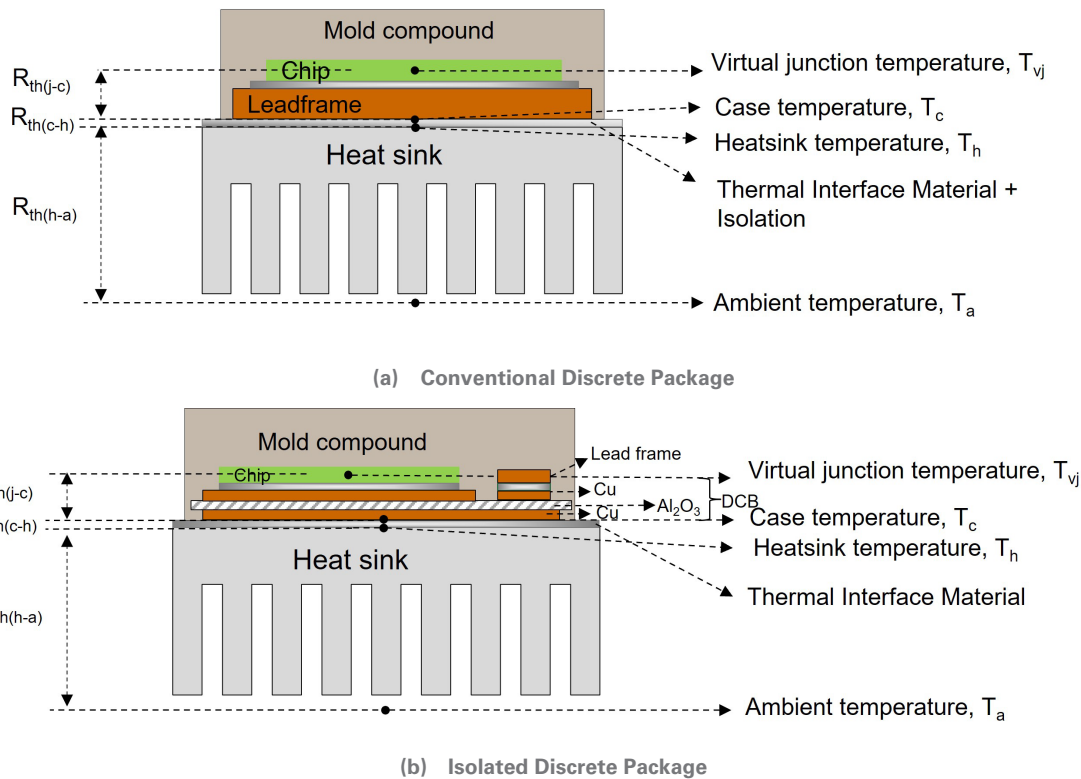 Mold compound
Chip
Virtual junction temperature, Tvj
Rth(j-c)
Leadframe
Case temperature, Tc
Rth(c-h)
Heatsink temperature, Th
Heat sink
Thermal Interface Material +
Isolation
Rth(h-a)
Ambient temperature, Ta
(a) Conventional Discrete Package
Mold compound
Lead frame
Chip
Virtual junction temperature, Tvj
h(j-c)
Cu
DCB
Al2O3
Cu
Case temperature, Tc
h(c-h)
Heatsink temperature, Th
Heat sink
Thermal Interface Material
h(h-a)
Ambient temperature, Ta
(b) Isolated Discrete Package